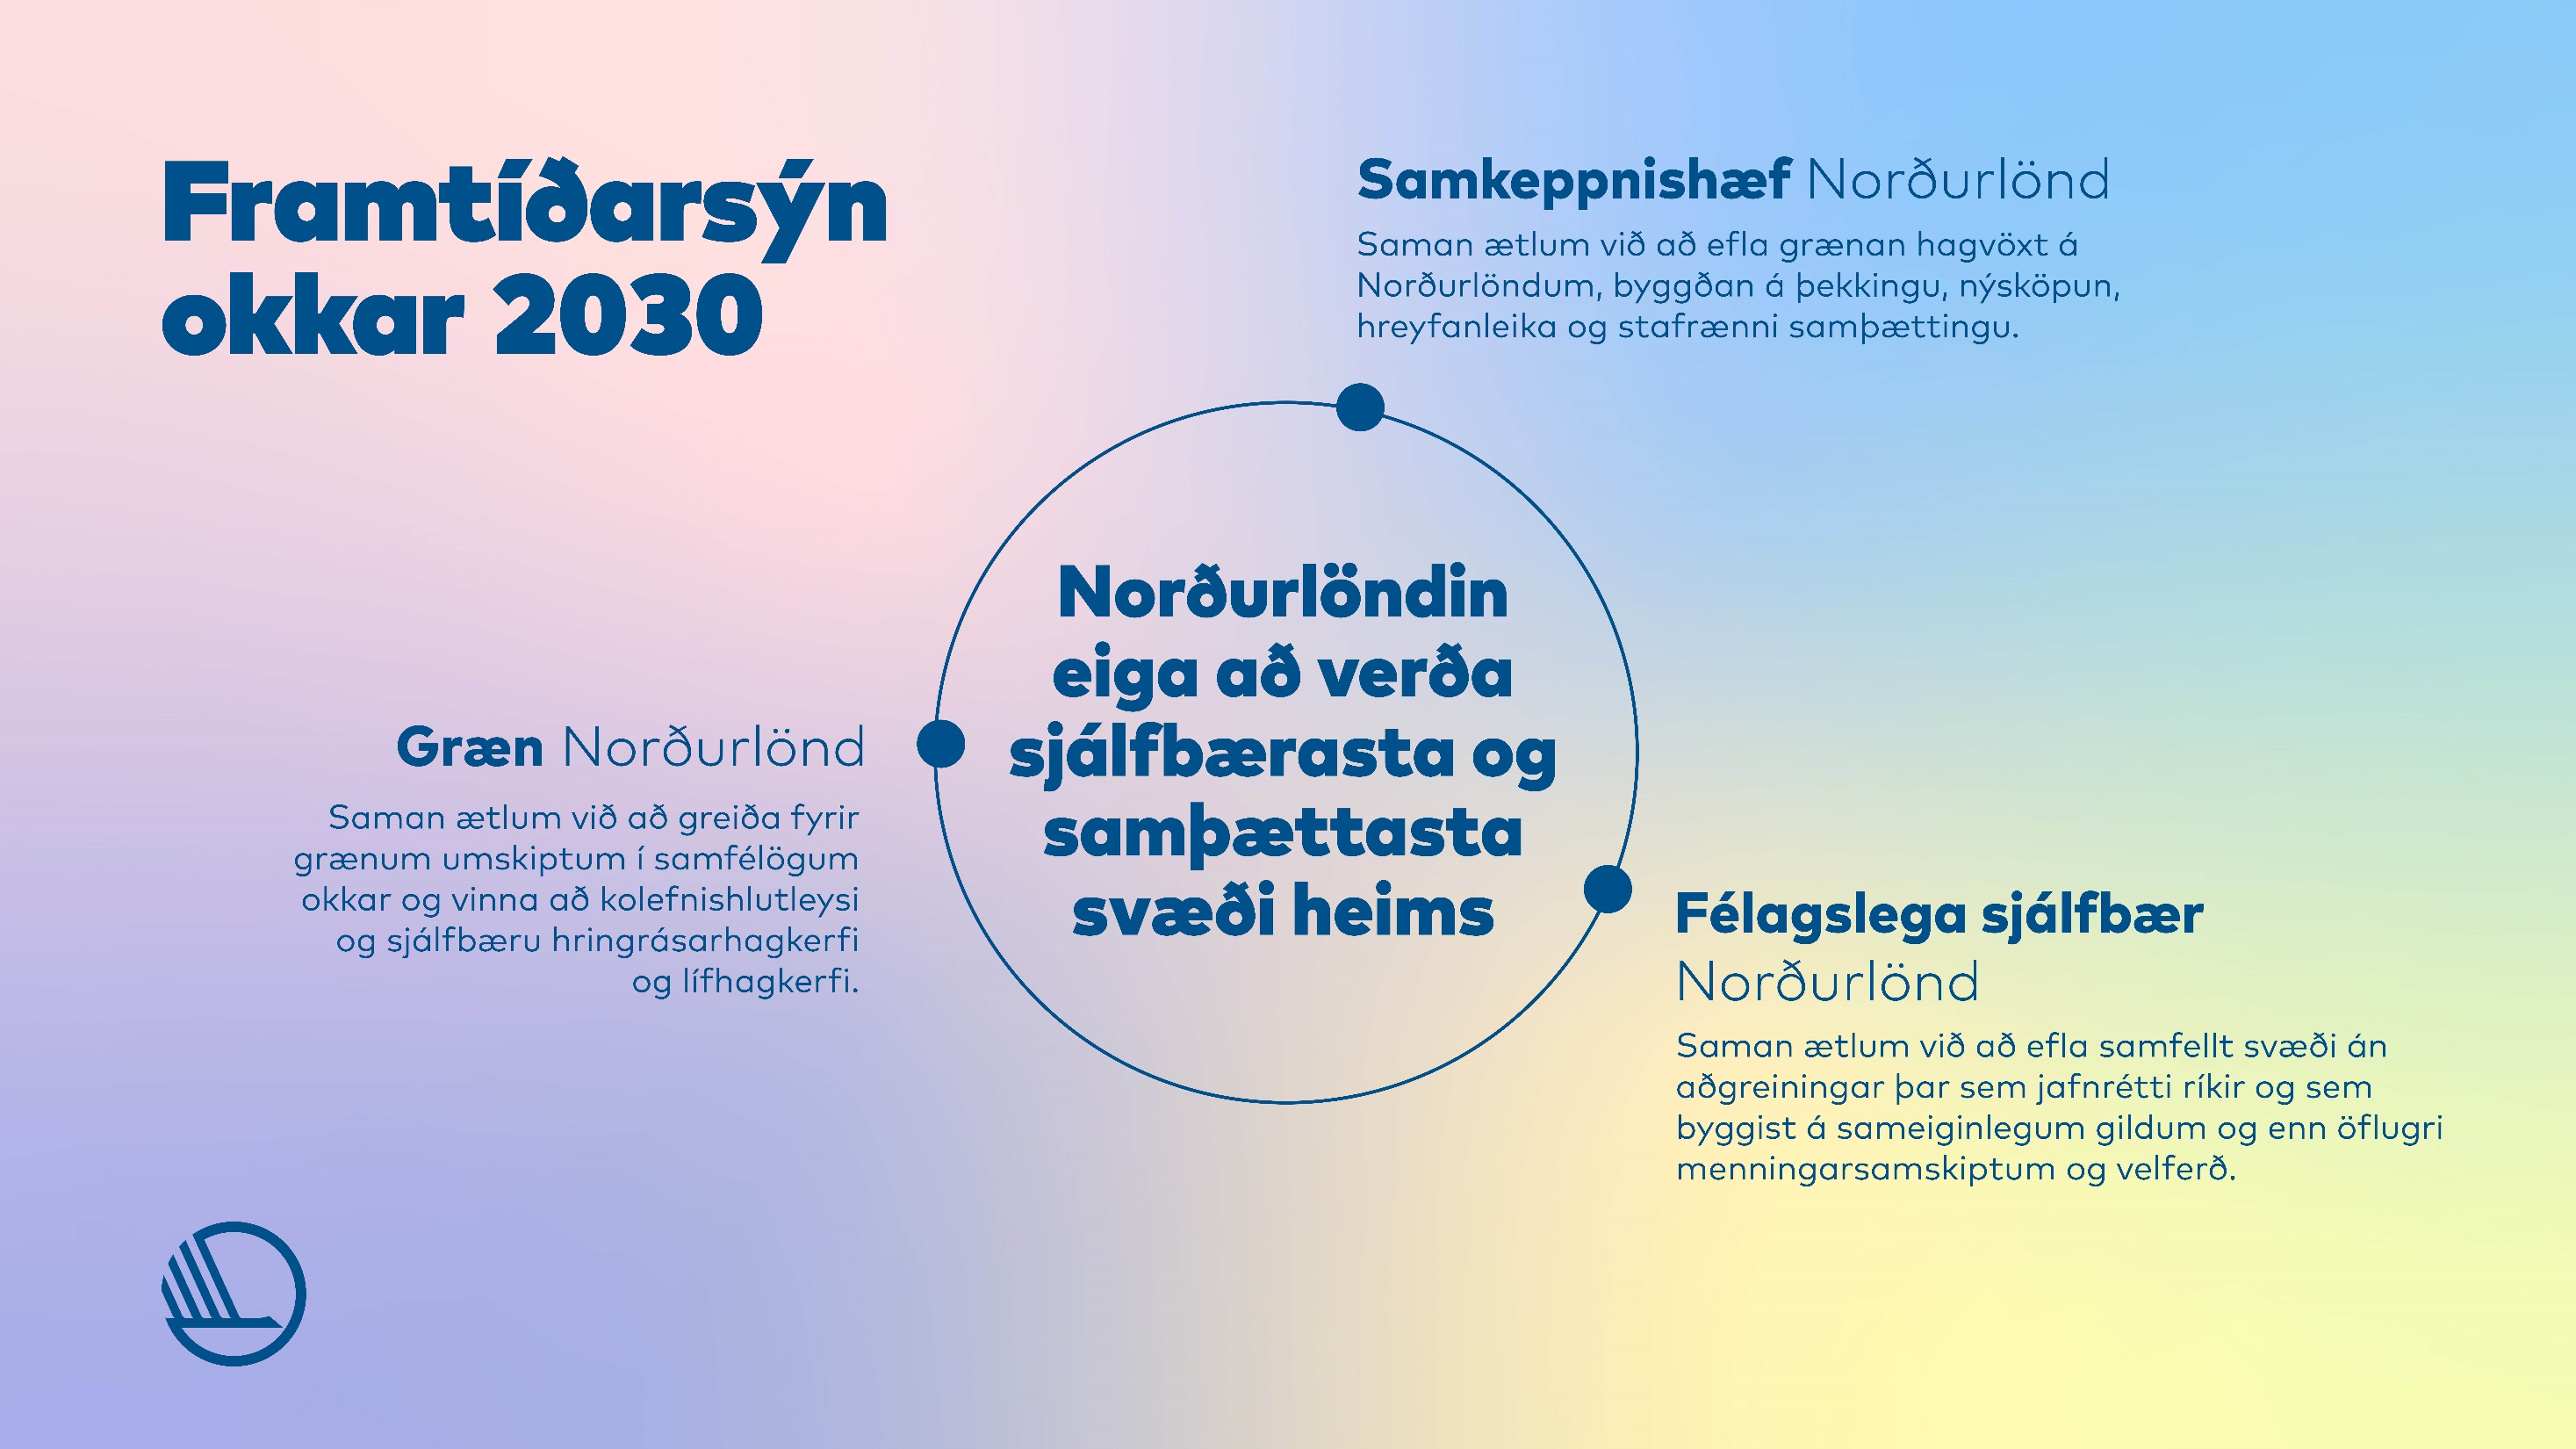 Framtíðarsýn
okkar 2030
Samkeppnishæf Norðurlönd
Saman ætlum við að efla grænan hagvöxt á
Norðurlöndum, byggðan á þekkingu, nýsköpun,
hreyfanleika og stafrænni samþættingu.
Norðurlöndin
eiga að verða
sjálfbærasta og
samþættasta
svæði heims
Græn Norðurlönd
Saman ætlum við að greiða fyrir
grænum umskiptum í samfélögum
okkar og vinna að kolefnishlutleysi
og sjálfbæru hringrásarhagkerfi
og lífhagkerfi.
Félagslega sjálfbær
Norðurlönd
Saman ætlum við að efla samfellt svæði án
aðgreiningar þar sem jafnrétti ríkir og sem
byggist á sameiginlegum gildum og enn öflugri
menningarsamskiptum og velferð.